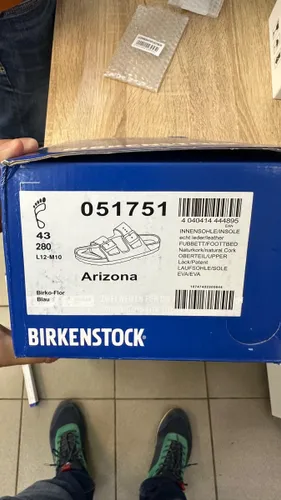 43
280
L12-M10
051751
Arizona
Birko-Flor
Blau
4 040414 444895
EAN
INNENSOHLE/INSOLE
echt leder/leather
FUßBETT/FOOTBED
Naturkork/natural Cork
OBERTEIL/UPPER
Lack/Patent
LAUFSOHLE/SOLE
EVA/EVA
BIRKENSTOCK